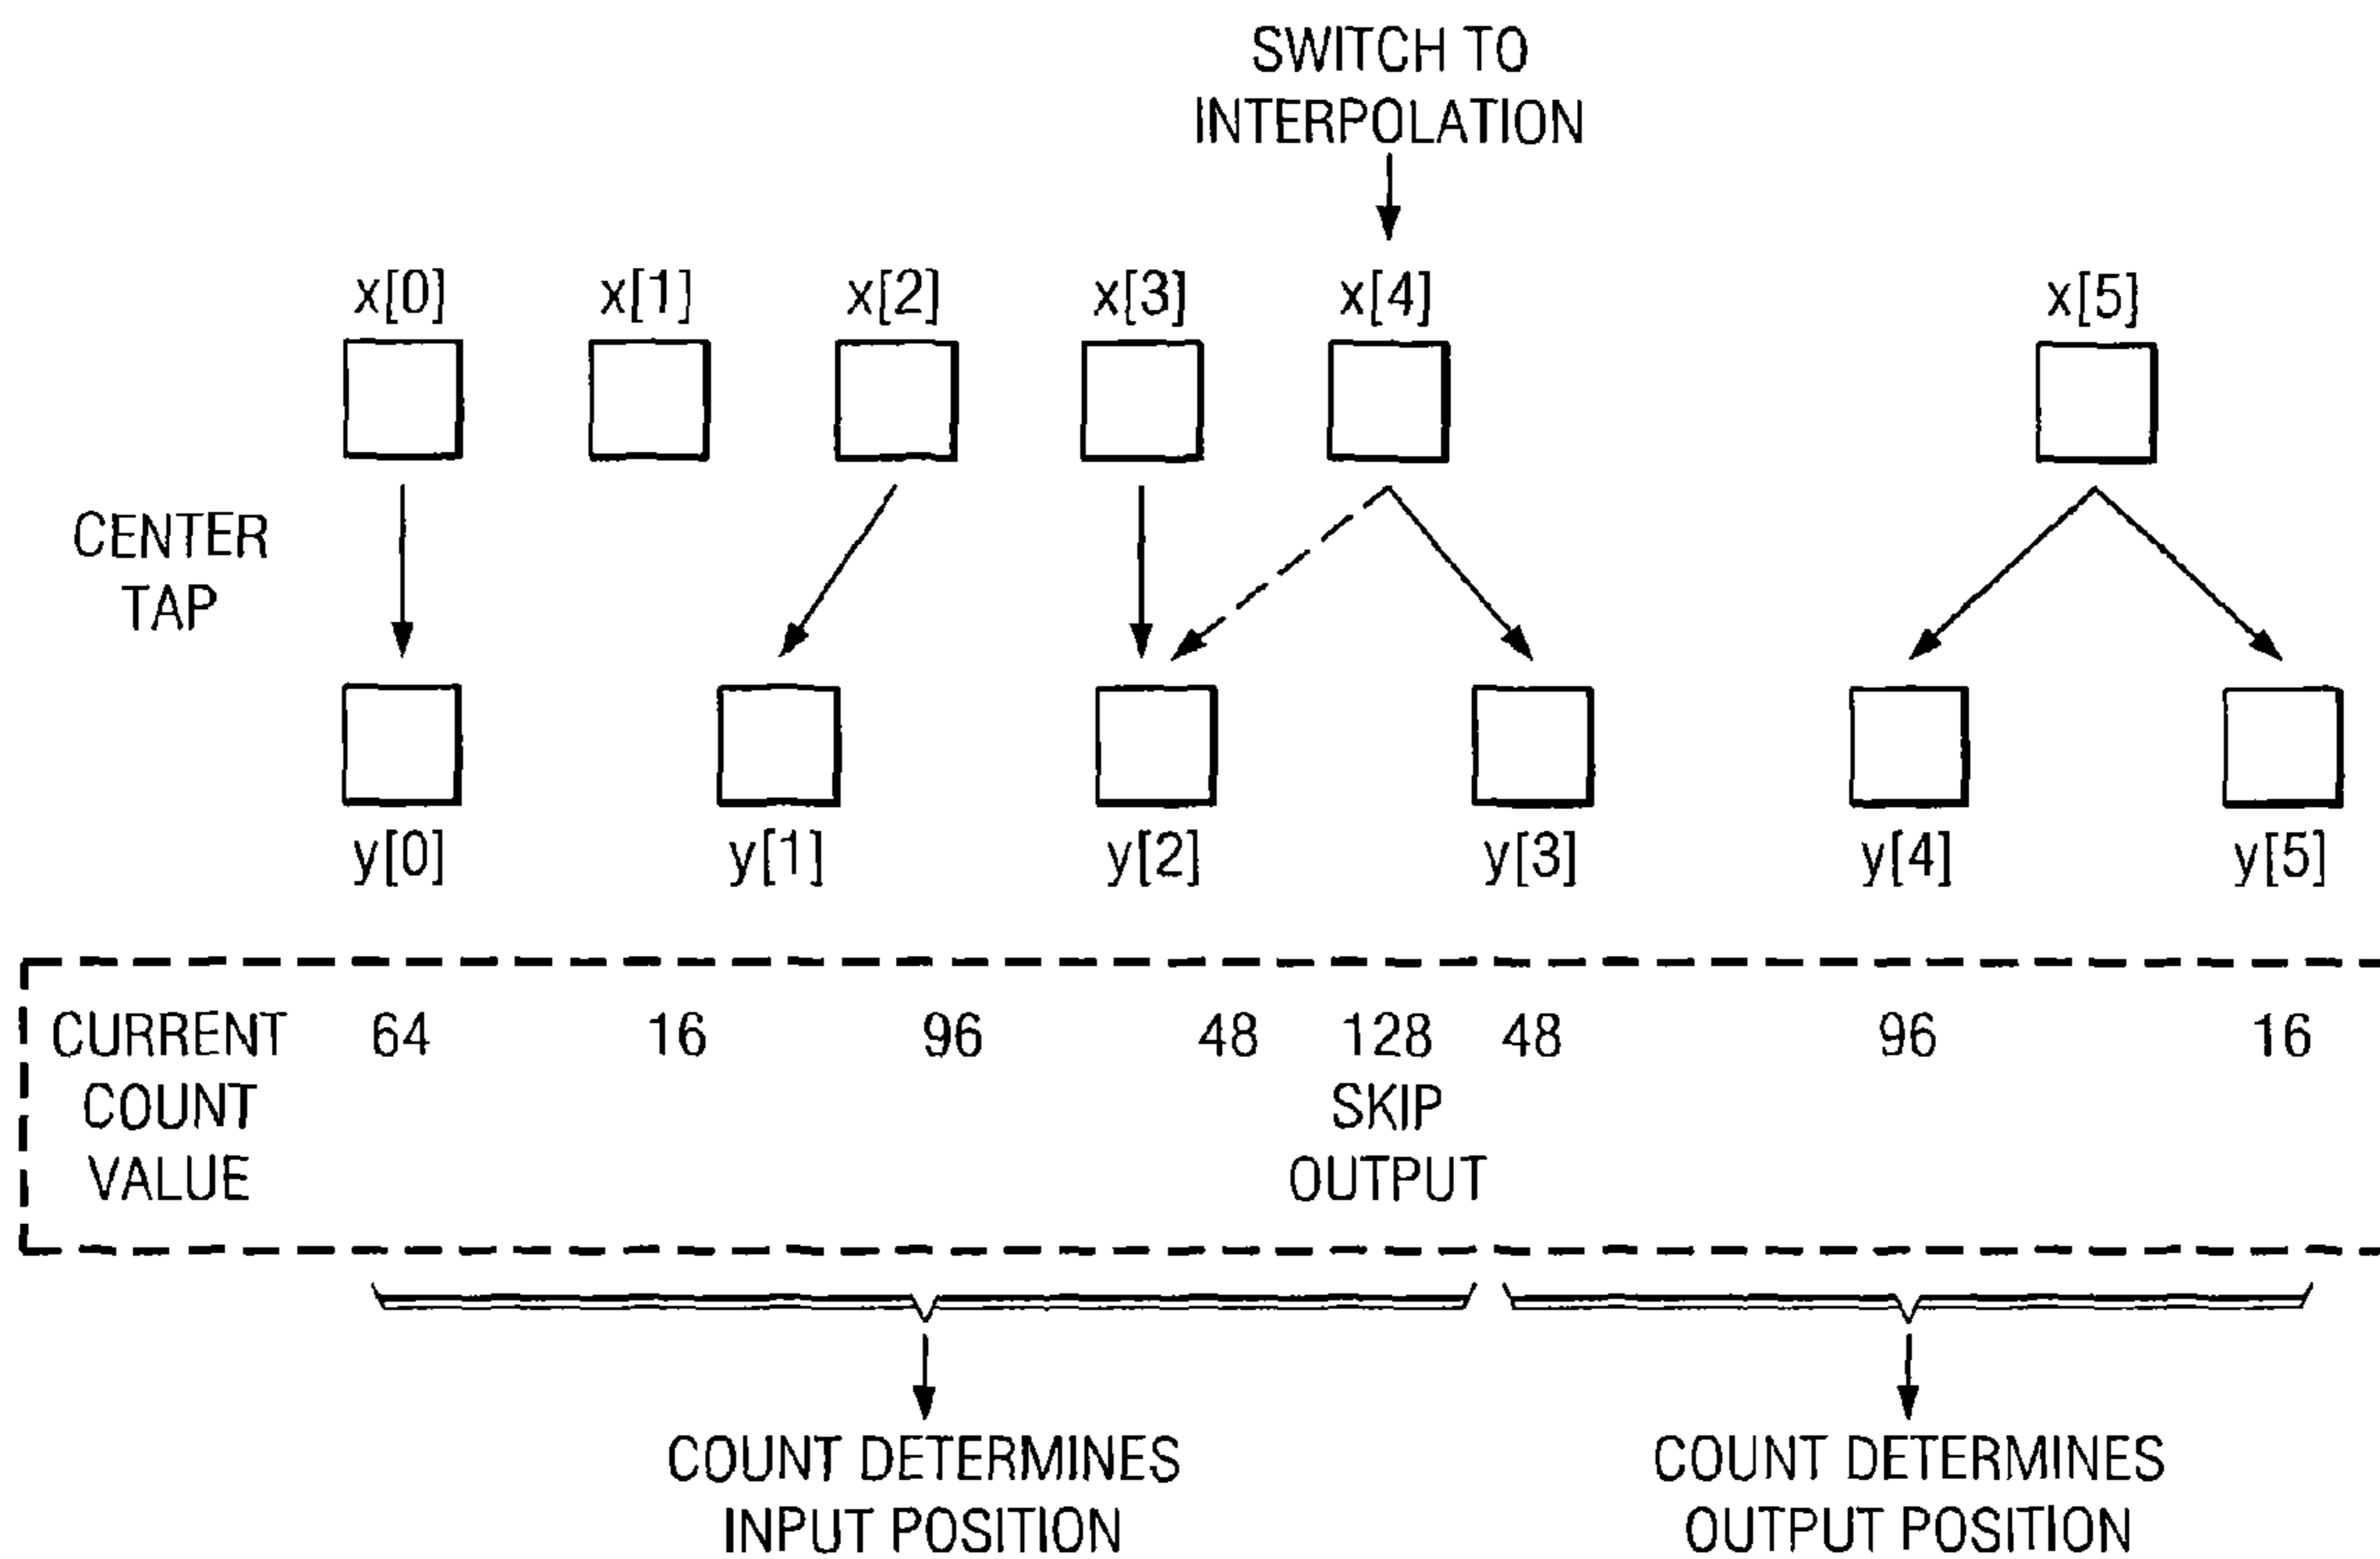 SWITCH TO
INTERPOLATION
x[0] x[1] x[2] x[3] x[4] x[5]
CENTER
TAP
y[0] y[1] y[2] y[3] y[4] y[5]
CURRENT 64 16 96 48 128 48 96 16
COUNT SKIP
VALUE OUTPUT
COUNT DETERMINES COUNT DETERMINES
INPUT POSITION OUTPUT POSITION